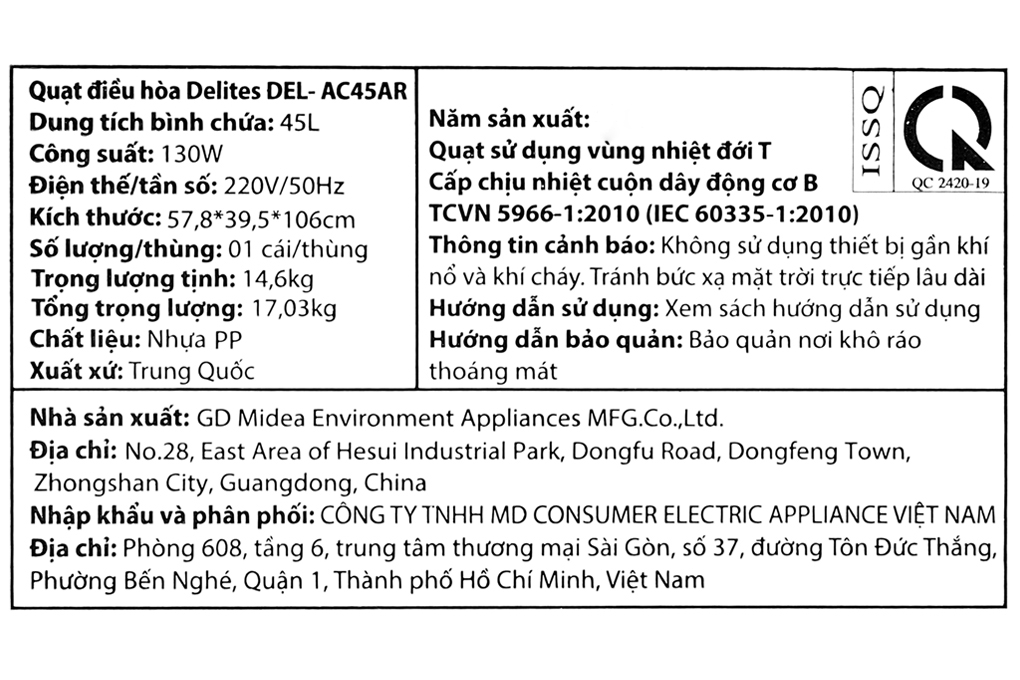 Quạt điều hòa Delites DEL- AC45AR
Dung tích bình chứa: 45L
Công suất: 130W
Điện thế/tần số: 220V/50Hz
Kích thước: 57,8*39,5*106cm
Số lượng/thùng: 01 cái/thùng
Trọng lượng tịnh: 14,6kg
Tổng trọng lượng: 17,03kg
Chất liệu: Nhựa PP
Xuất xứ: Trung Quốc
Năm sản xuất:
Quạt sử dụng vùng nhiệt đới T
Cấp chịu nhiệt cuộn dây động cơ B
TCVN 5966-1:2010 (IEC 60335-1:2010)
Thông tin cảnh báo: Không sử dụng thiết bị gần khí
nổ và khí cháy. Tránh bức xạ mặt trời trực tiếp lâu dài
Hướng dẫn sử dụng: Xem sách hướng dẫn sử dụng
Hướng dẫn bảo quản: Bảo quản nơi khô ráo
thoáng mát
ISSQ
QC 2420-19
Nhà sản xuất: GD Midea Environment Appliances MFG.Co.,Ltd.
Địa chỉ: No.28, East Area of Hesui Industrial Park, Dongfu Road, Dongfeng Town,
Zhongshan City, Guangdong, China
Nhập khẩu và phân phối: CÔNG TY TNHH MD CONSUMER ELECTRIC APPLIANCE VIỆT NAM
Địa chỉ: Phòng 608, tầng 6, trung tâm thương mại Sài Gòn, số 37, đường Tôn Đức Thắng,
Phường Bến Nghé, Quận 1, Thành phố Hồ Chí Minh, Việt Nam